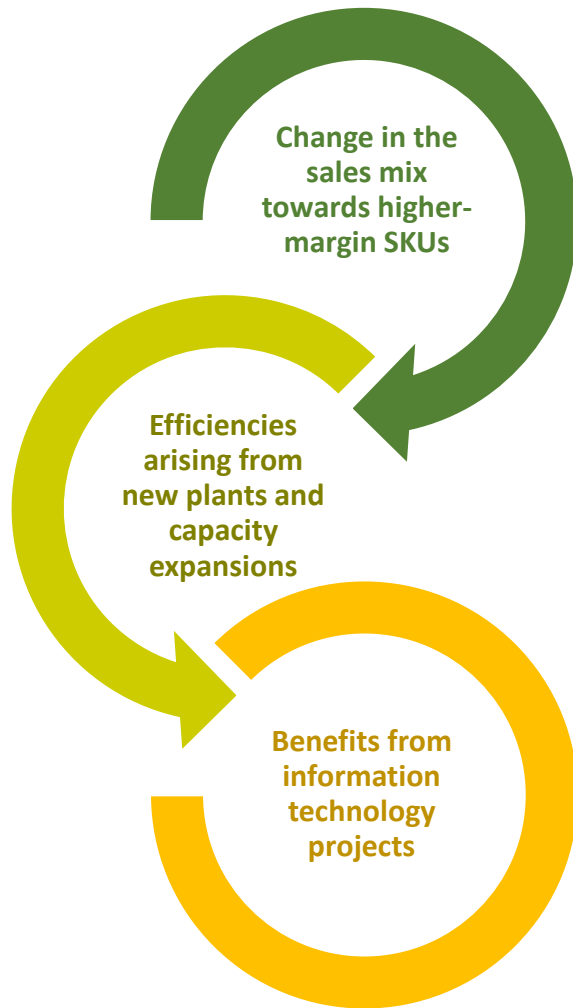 Change in the
sales mix
towards higher-
margin SKUs
Efficiencies
arising from
new plants and
capacity
expansions
Benefits from
information
technology
projects